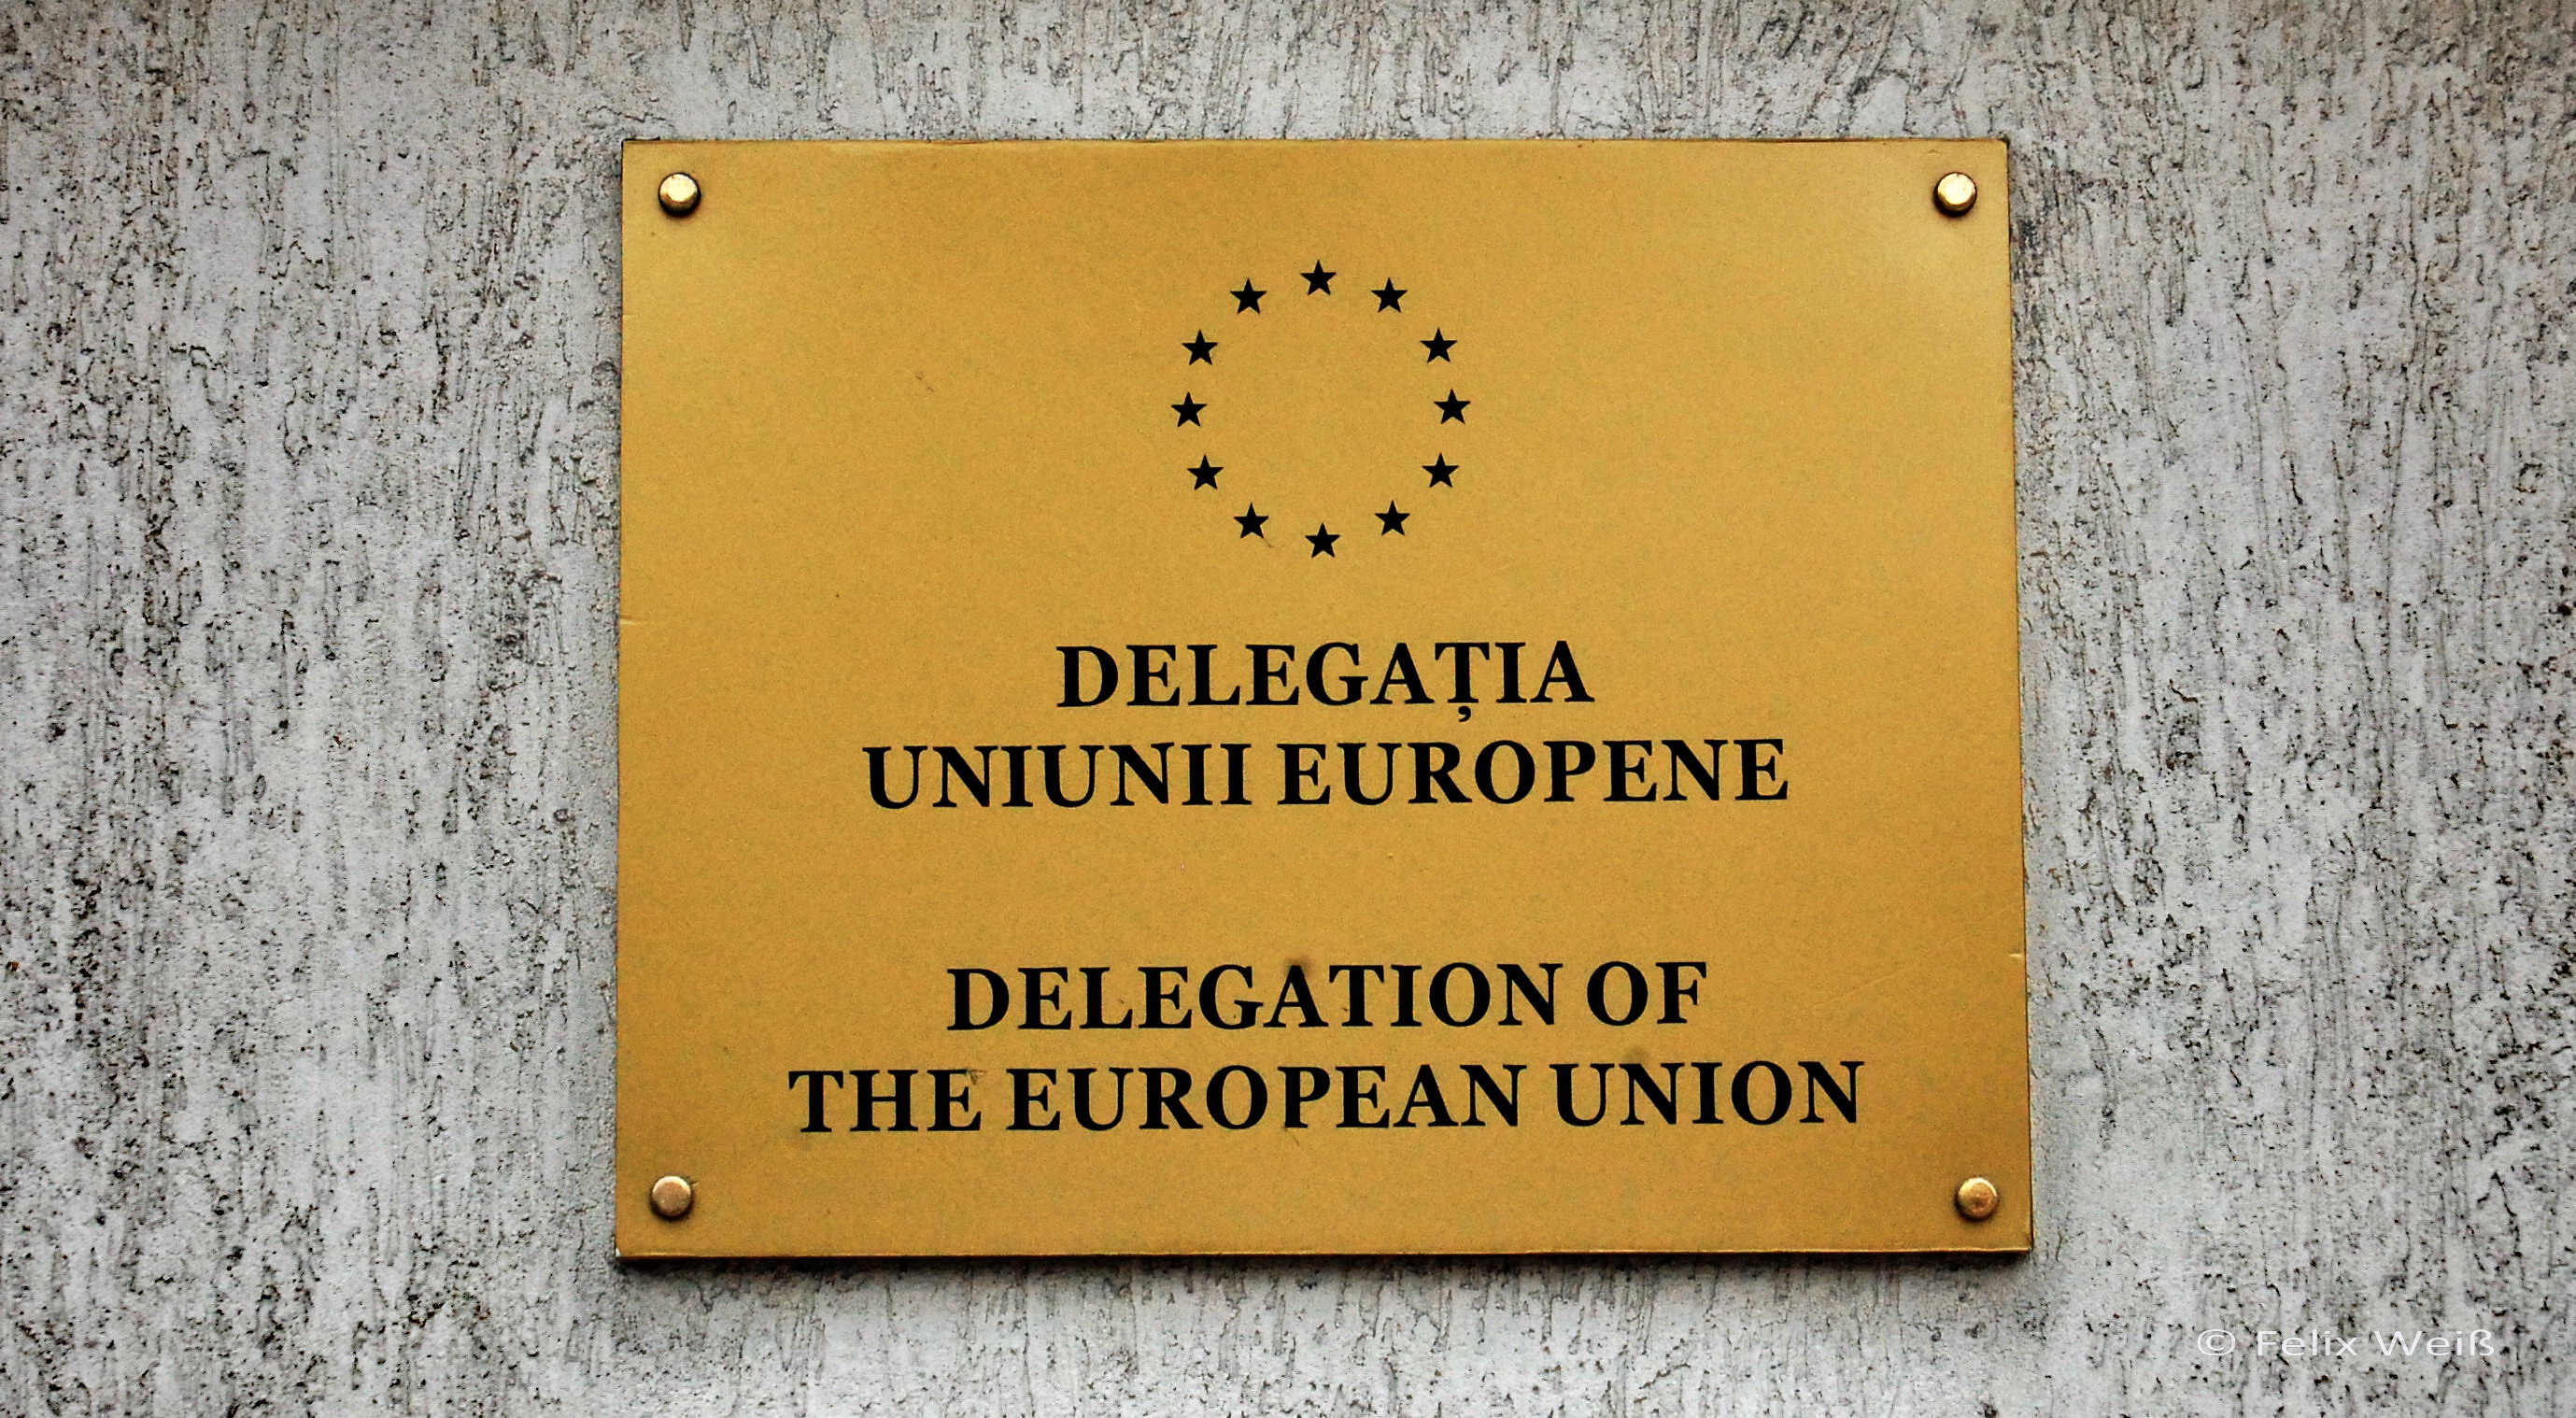 DELEGAȚIA
UNIUNII EUROPENE
DELEGATION OF
THE EUROPEAN UNION
© Felix Weiß